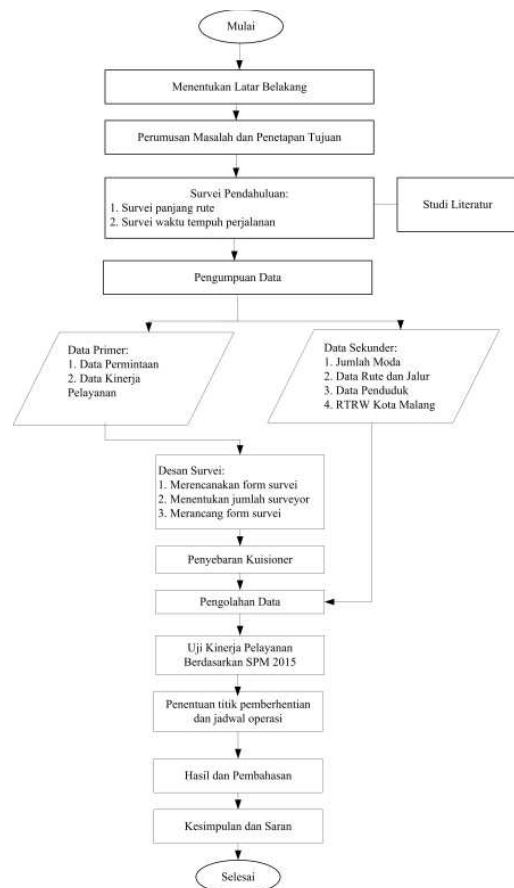 Mulai
Menentukan Latar Belakang
Perumusan Masalah dan Penetapan Tujuan
Survei Pendahuluan:
1. Survei panjang rute
2. Survei waktu tempuh perjalanan
Studi Literatur
Pengumpuan Data
Data Primer:
1. Data Permintaan
2. Data Kinerja
Pelayanan
Data Sekunder:
1. Jumlah Moda
2. Data Rute dan Jalur
3. Data Penduduk
4. RTRW Kota Malang
Desan Survei:
1. Merencanakan form survei
2. Menentukan jumlah surveyor
3. Merancang form survei
Penyebaran Kuisioner
Pengolahan Data
Uji Kinerja Pelayanan
Berdasarkan SPM 2015
Penentuan titik pemberhentian
dan jadwal operasi
Hasil dan Pembahasan
Kesimpulan dan Saran
Selesai